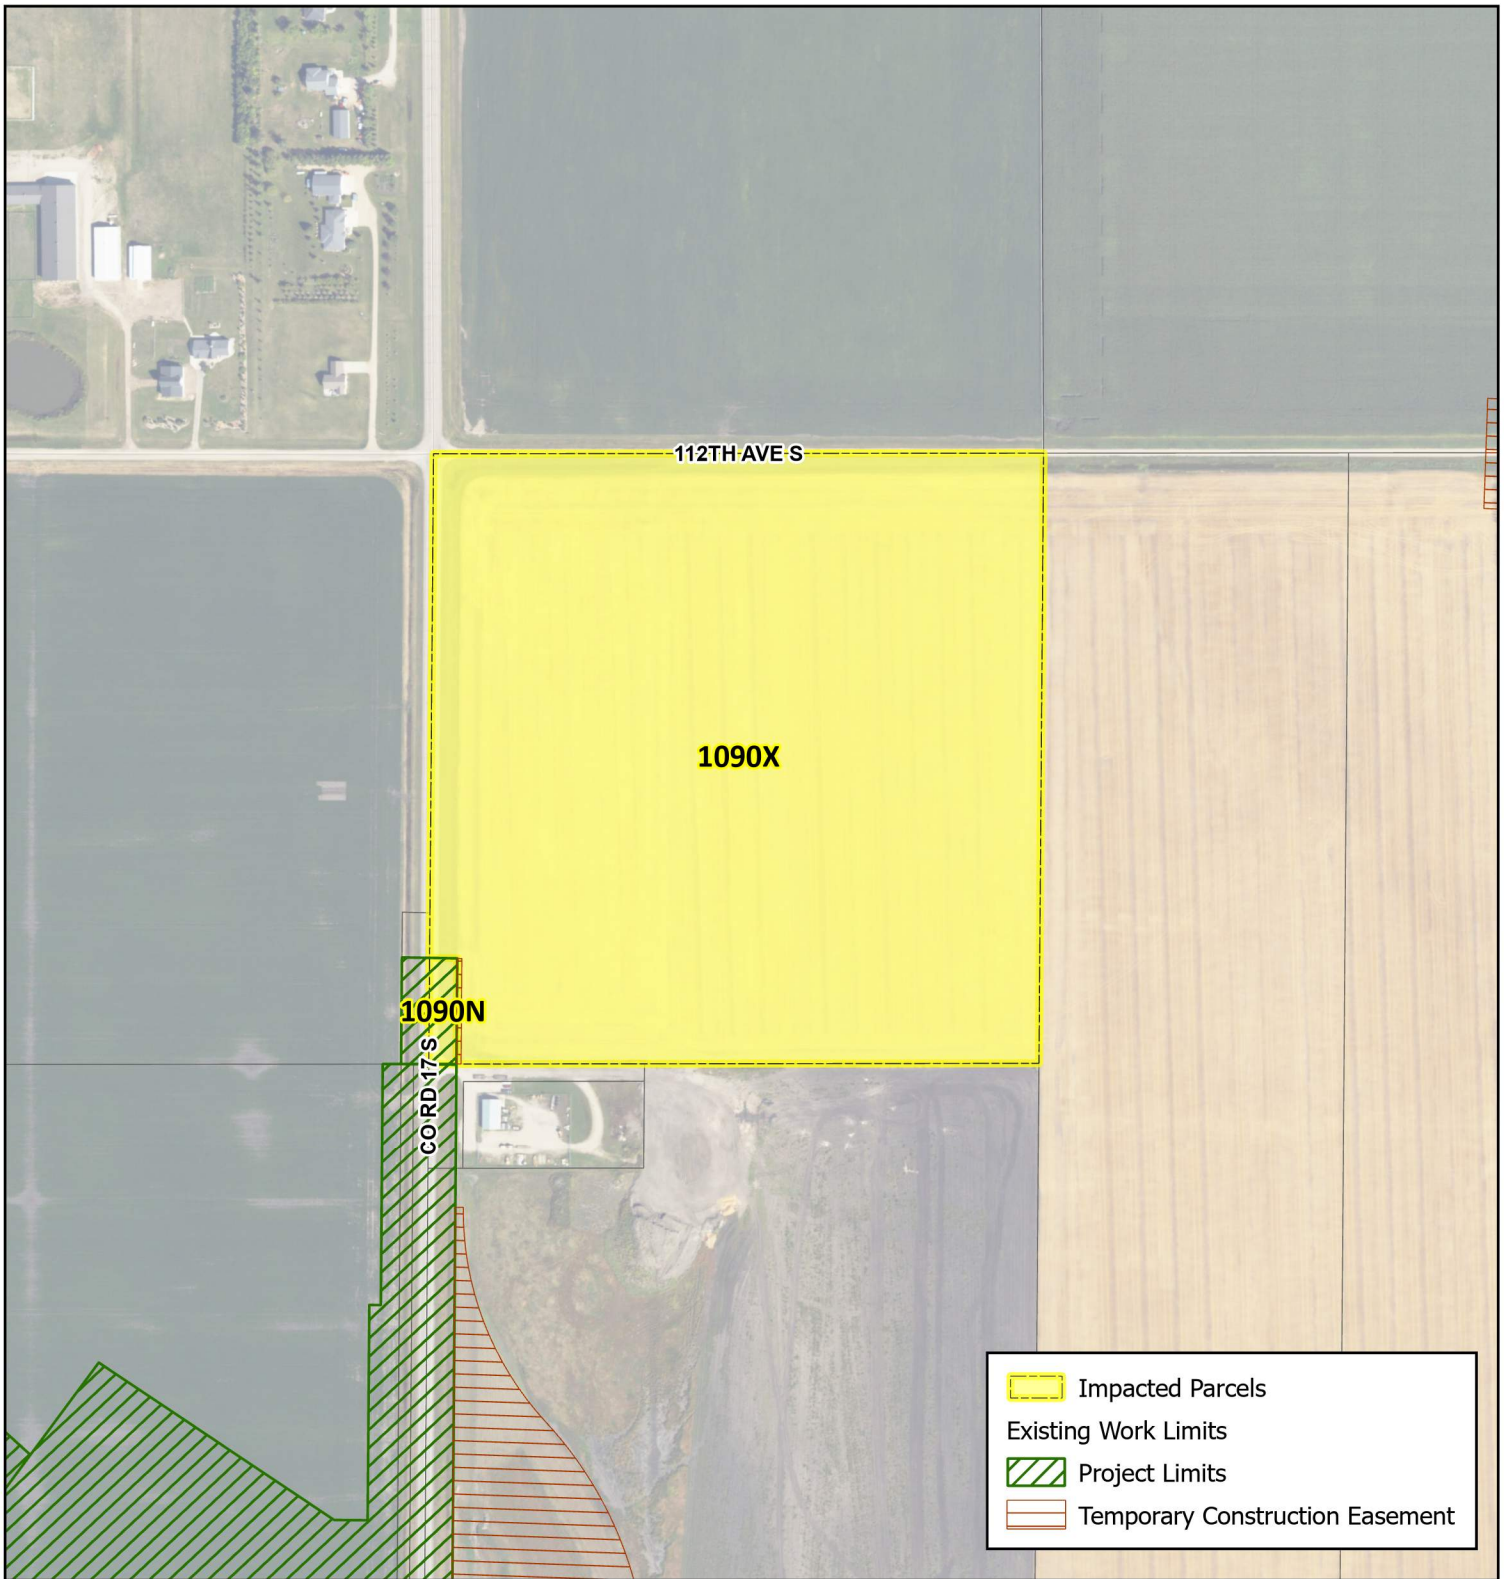 112TH AVE S
1090X
1090N
CO RD 17 S
Impacted Parcels
Existing Work Limits
Project Limits
Temporary Construction Easement